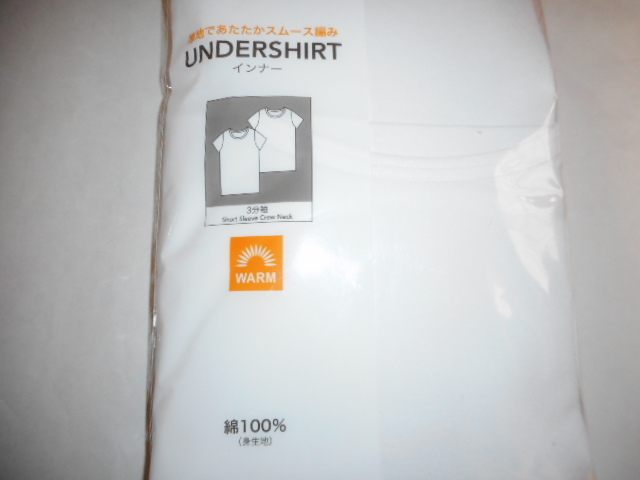 地であたたかスムース編み
UNDERSHIRT
インナー
3分袖
Short Sleeve Crew Neck
WARM
綿100%
(身生地)